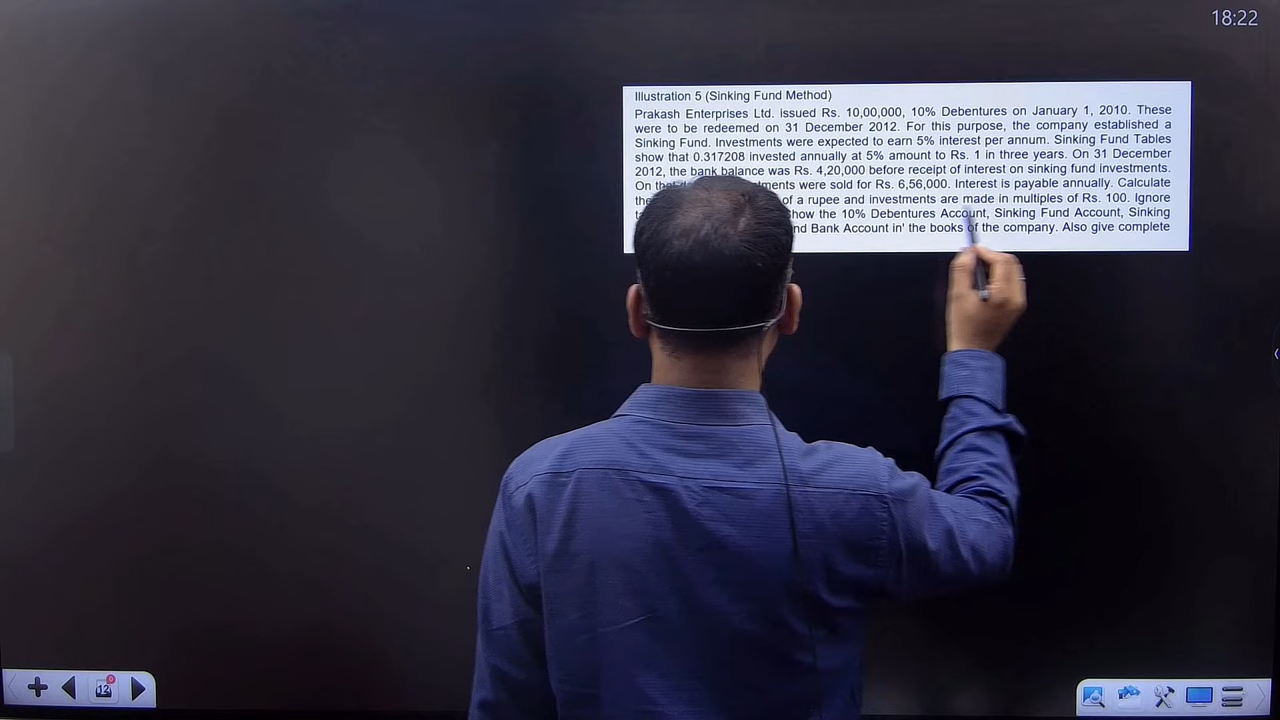 18:22
Illustration 5 (Sinking Fund Method)
Prakash Enterprises Ltd. issued Rs. 10,00,000, 10% Debentures on January 1, 2010. These
were to be redeemed on 31 December 2012. For this purpose, the company established a
Sinking Fund. Investments were expected to earn 5% interest per annum. Sinking Fund Tables
show that 0.317208 invested annually at 5% amount to Rs. 1 in three years. On 31 December
2012, the bank balance was Rs. 4,20,000 before receipt of interest on sinking fund investments.
On were sold for Rs. 6,56,000. Interest is payable annually. Calculate
of a rupee and investments are made in multiples of Rs. 100. Ignore
show the 10% Debentures Account, Sinking Fund Account, Sinking
Bank Account in' the books of the company. Also give complete
12